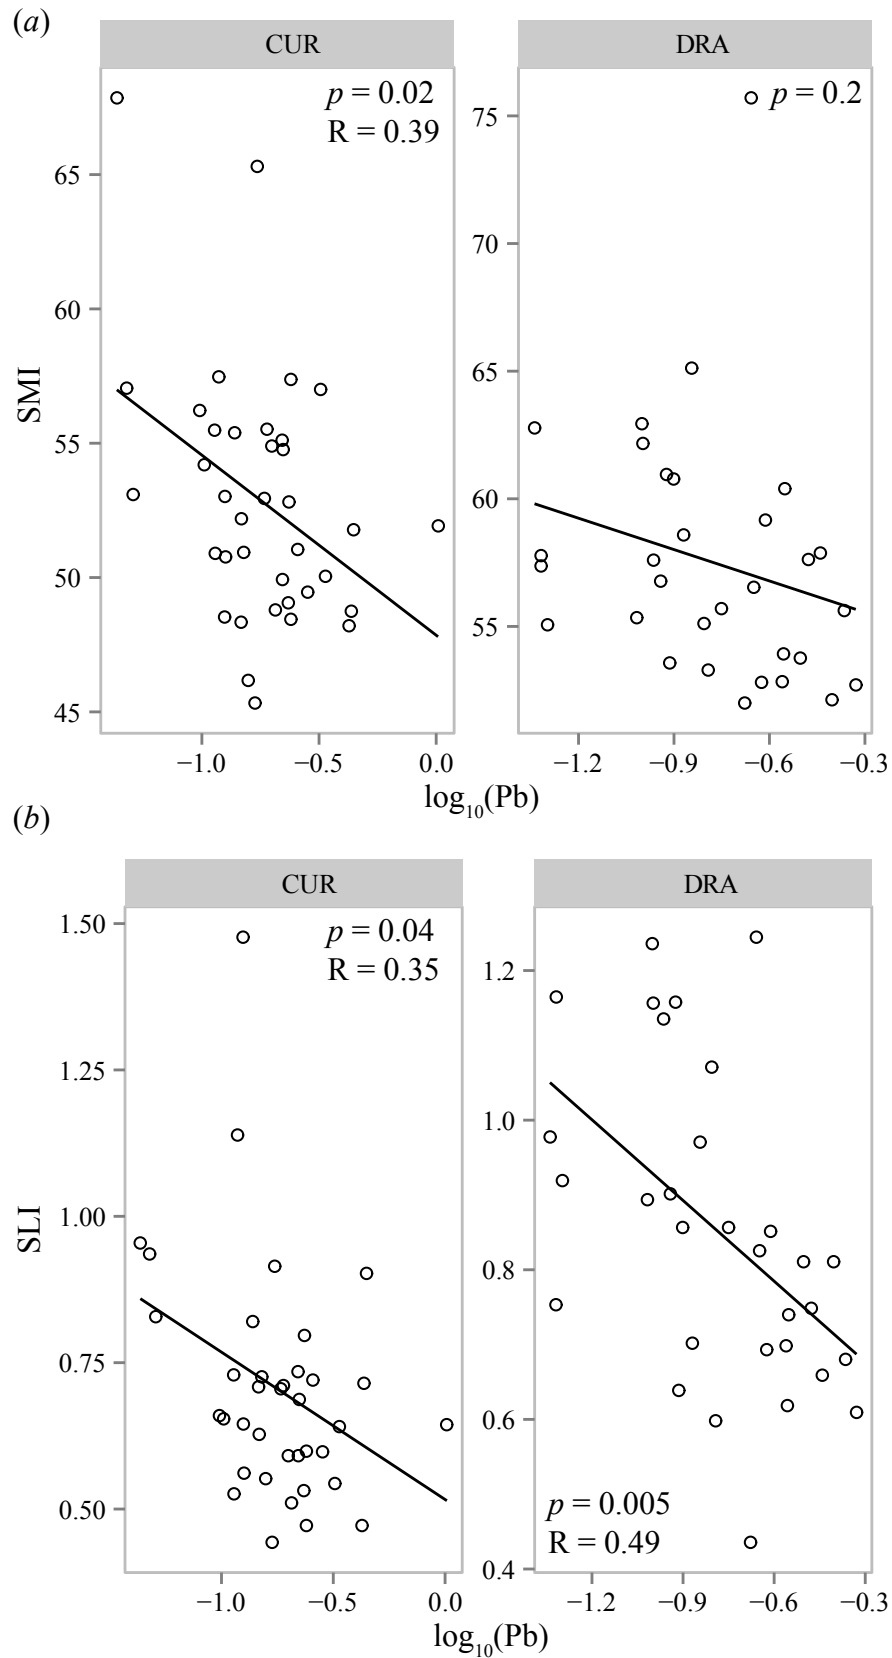 (a)
CUR
DRA
p = 0.02
R = 0.39
p = 0.2
SMI
65
60
55
50
45
75
70
65
60
55
−1.0 −0.5 0.0
−1.2 −0.9 −0.6 −0.3
log10(Pb)
(b)
CUR
DRA
p = 0.04
R = 0.35
SLI
1.50
1.25
1.00
0.75
0.50
1.2
1.0
0.8
0.6
0.4
p = 0.005
R = 0.49
−1.0 −0.5 0.0
−1.2 −0.9 −0.6 −0.3
log10(Pb)